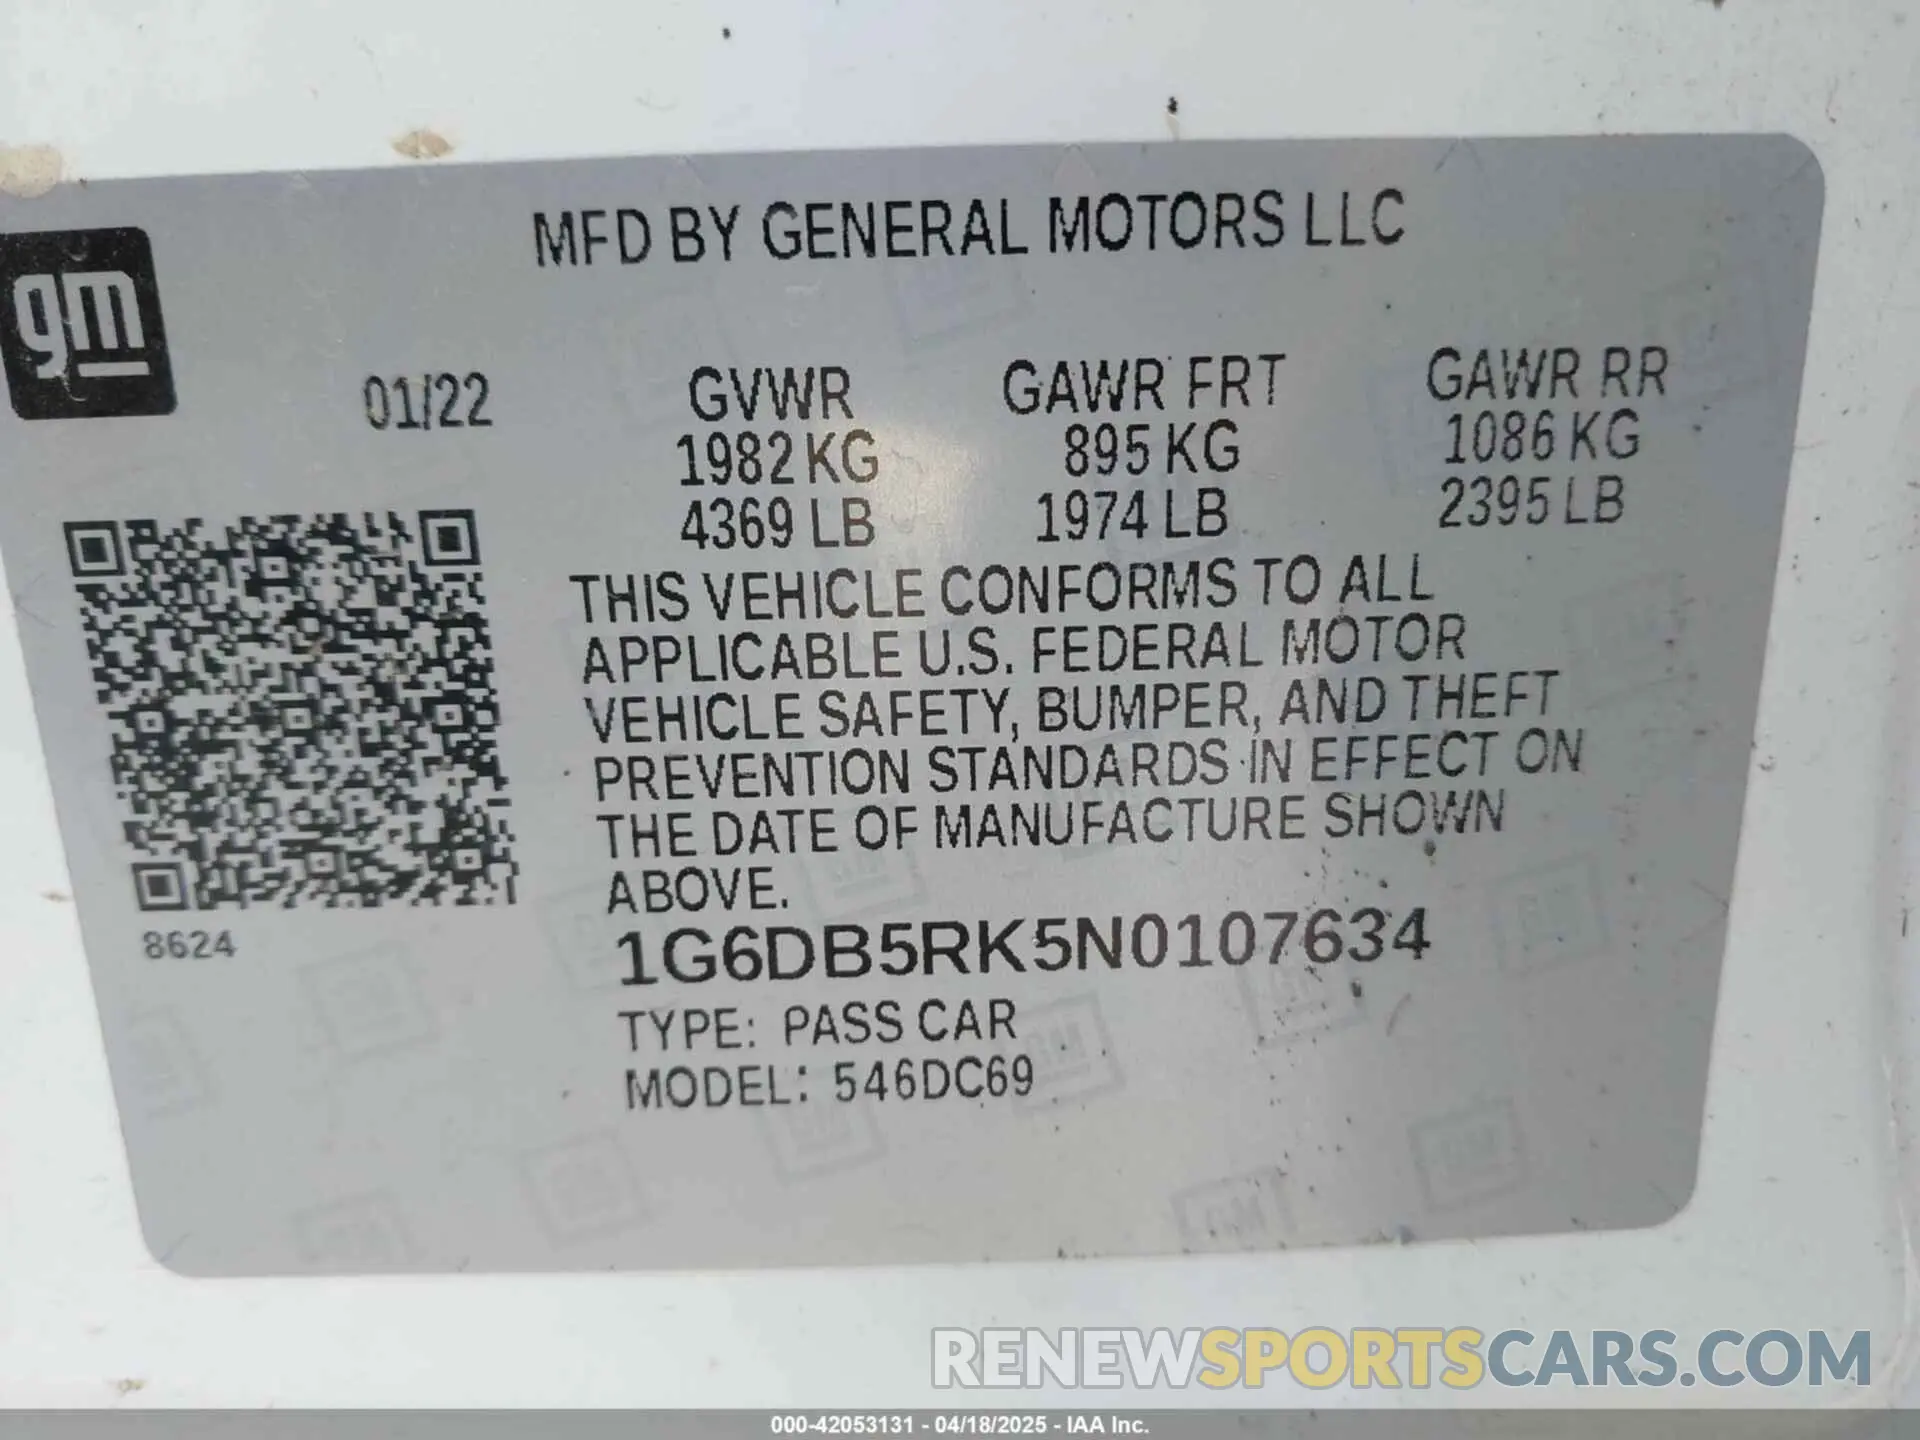 MFD BY GENERAL MOTORS LLC
gm
01/22
GVWR
1982 KG
4369 LB
GAWR FRT
895 KG
1974 LB
GAWR RR
1086 KG
2395 LB
THIS VEHICLE CONFORMS TO ALL
APPLICABLE U.S. FEDERAL MOTOR
VEHICLE SAFETY, BUMPER, AND THEFT
PREVENTION STANDARDS IN EFFECT ON
THE DATE OF MANUFACTURE SHOWN
ABOVE.
8624
1G6DB5RK5N0107634
TYPE: PASS CAR
MODEL: 546DC69
RENEWSPORTSCARS.COM
000-42053131 - 04/18/2025 - IAA Inc.